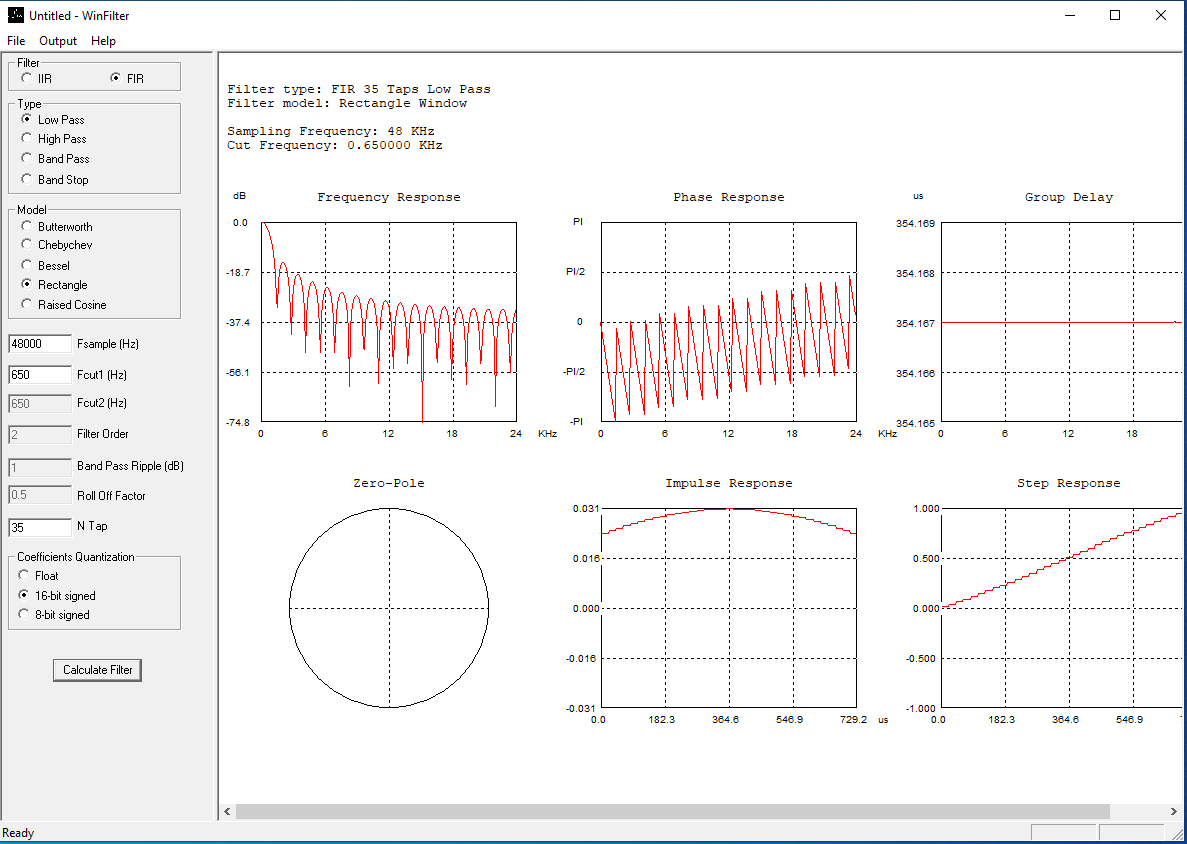 Untitled - WinFilter
File Output Help
Filter
IIR FIR
Type
Low Pass
High Pass
Band Pass
Band Stop
Model
Butterworth
Chebychev
Bessel
Rectangle
Raised Cosine
48000 Fsample (Hz)
650 Fcut1 (Hz)
650 Fcut2 (Hz)
2 Filter Order
1 Band Pass Ripple (dB)
0.5 Roll Off Factor
35 N Tap
Coefficients Quantization
Float
16-bit signed
8-bit signed
Calculate Filter
Filter type: FIR 35 Taps Low Pass
Filter model: Rectangle Window
Sampling Frequency: 48 KHz
Cut Frequency: 0.650000 KHz
dB Frequency Response
0.0
-18.7
-37.4
-56.1
-74.8
0 6 12 18 24 KHz
Phase Response
PI
PI/2
0
-PI/2
-PI
0 6 12 18 24 KHz
us Group Delay
354.169
354.168
354.167
354.166
354.165
0 6 12 18
Zero-Pole
Impulse Response
0.031
0.016
0.000
-0.016
-0.031
0.0 182.3 364.6 546.9 729.2 us
Step Response
1.000
0.500
0.000
-0.500
-1.000
0.0 182.3 364.6 546.9
Ready